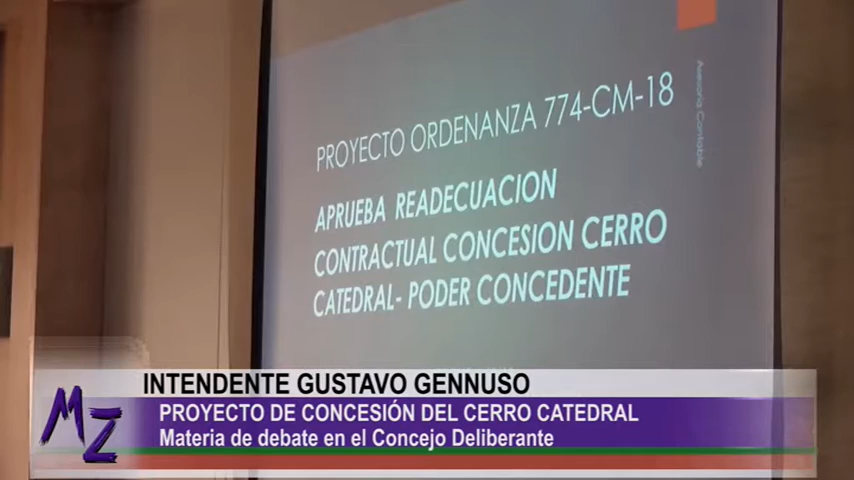 PROYECTO ORDENANZA 774-CM-18
APRUEBA READECUACION
CONTRACTUAL CONCESION CERRO
CATEDRAL- PODER CONCEDENTE
Asesoria Contable
MZ
INTENDENTE GUSTAVO GENNUSO
PROYECTO DE CONCESIÓN DEL CERRO CATEDRAL
Materia de debate en el Concejo Deliberante